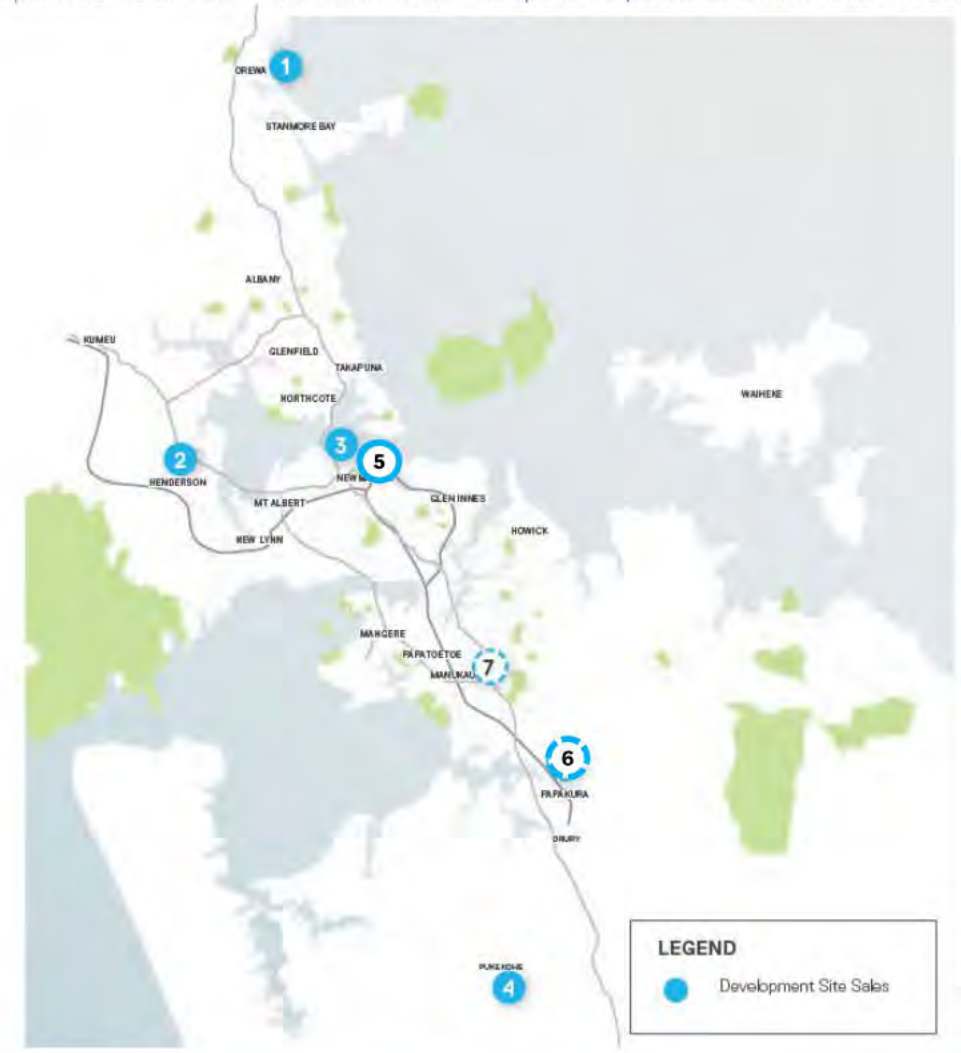 OREWA 1
STANMORE BAY
ALBANY
KUMEU
GLENFIELD
TAKAPUNA
NORTHCOTE
WAIHEKE
3
2
5
HENDERSON
MT ALBERT
GLEN INNES
NEW LYNN
HOWICK
MANGERE
PAPATOETOE
MANUKAU
7
6
PAPAKURA
DRURY
PUKEKOHE
4
LEGEND
Development Site Sales